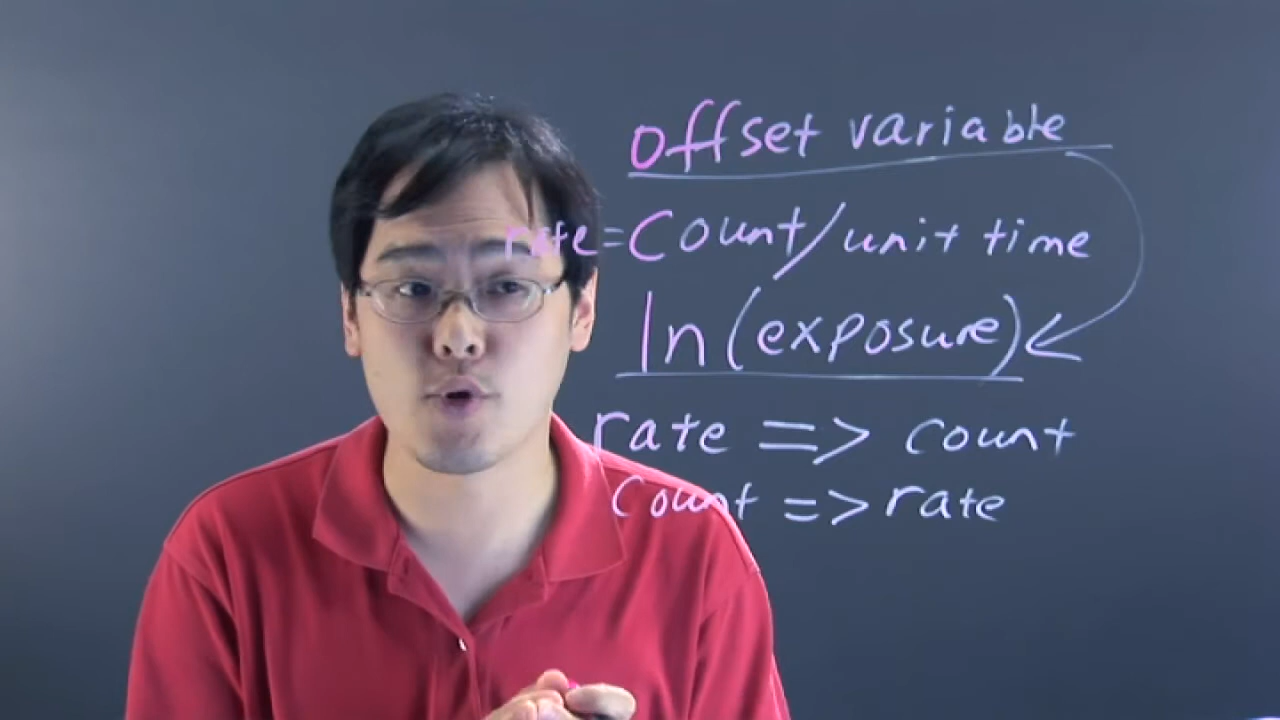 offset variable
rate=Count/unit time
ln(exposure)
rate => count
Count => rate